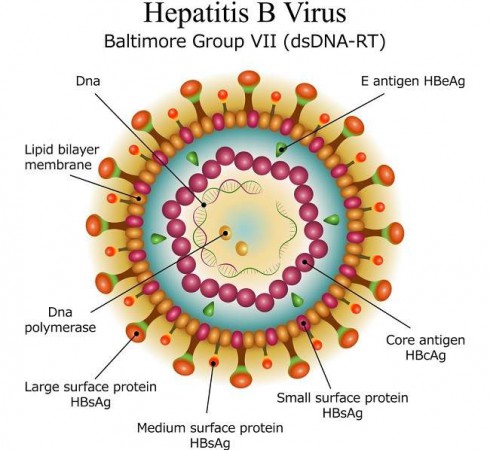 Hepatitis B Virus
Baltimore Group VII (dsDNA-RT)
Dna
E antigen HBeAg
Lipid bilayer
membrane
Dna
polymerase
Core antigen
HBcAg
Large surface protein
HBsAg
Small surface protein
HBsAg
Medium surface protein
HBsAg